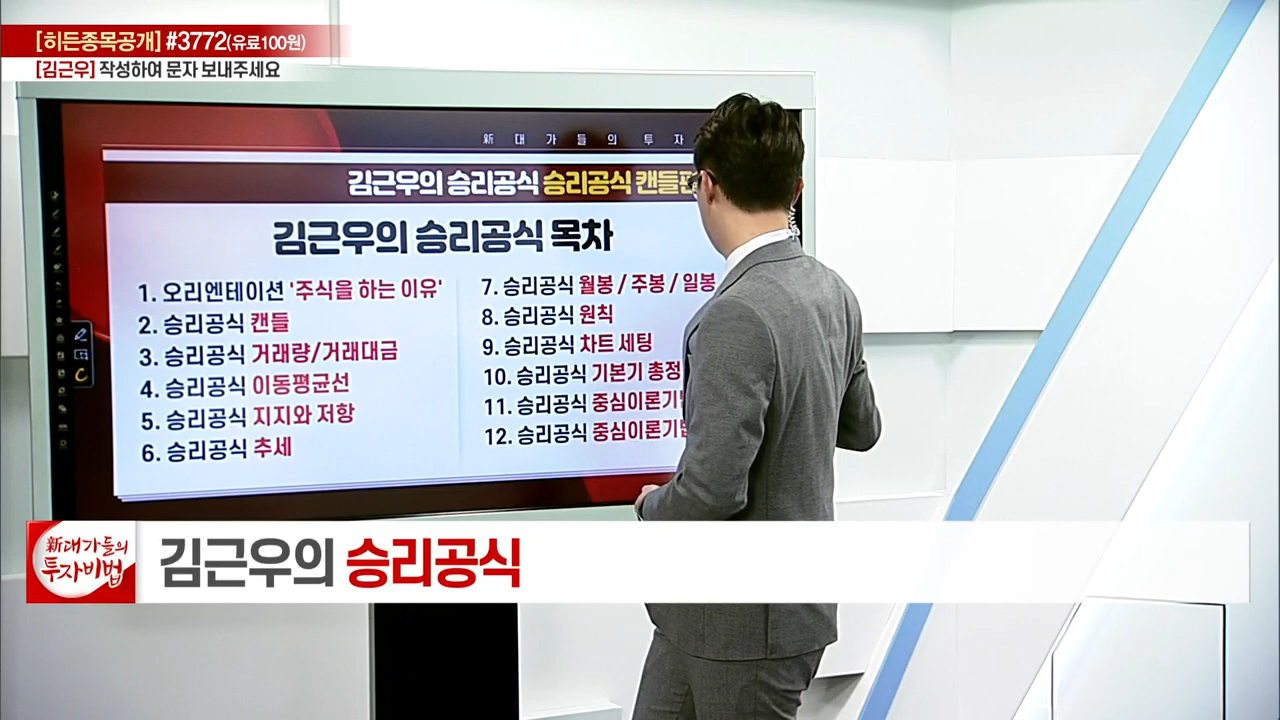 [히든종목공개] #3772(유료100원)
[김근우] 작성하여 문자 보내주세요
新 대 가 들 의 투 자
김근우의 승리공식 승리공식 캔들
김근우의 승리공식 목차
1. 오리엔테이션 '주식을 하는 이유'
2. 승리공식 캔들
3. 승리공식 거래량/거래대금
4. 승리공식 이동평균선
5. 승리공식 지지와 저항
6. 승리공식 추세
7. 승리공식 월봉 / 주봉 / 일봉
8. 승리공식 원칙
9. 승리공식 차트 세팅
10. 승리공식 기본기 총정
11. 승리공식 중심이론기
12. 승리공식 중심이론기
新대가들의
투자비법
김근우의 승리공식